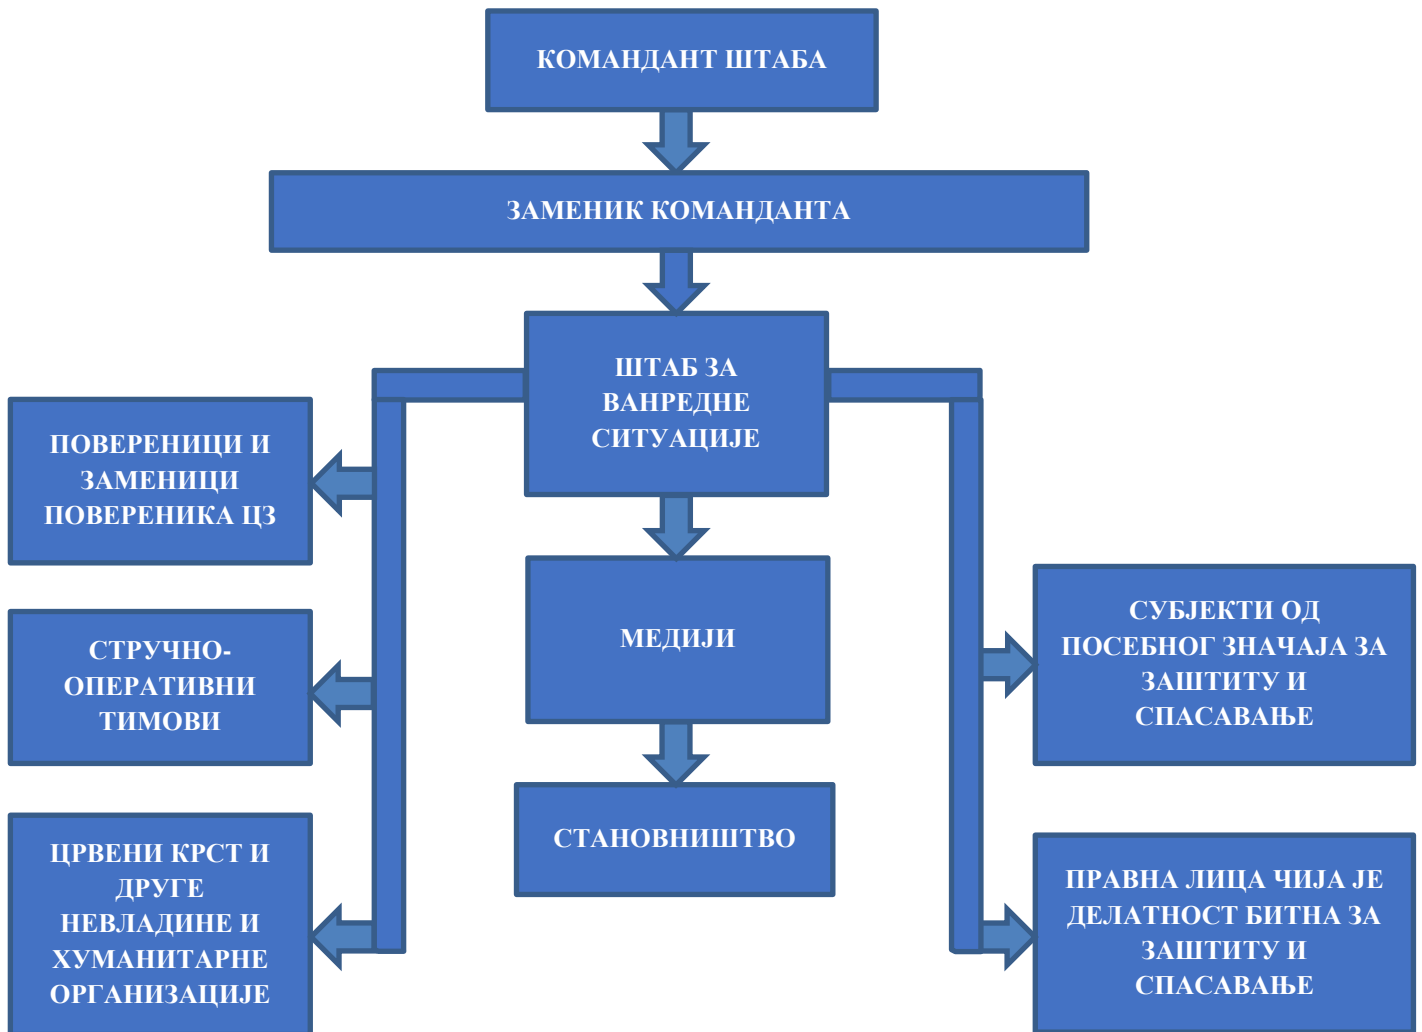 КОМАНДАНТ ШТАБА
ЗАМЕНИК КОМАНДАНТА
ШТАБ ЗА
ВАНРЕДНЕ
СИТУАЦИЈЕ
ПОВЕРЕНИЦИ И
ЗАМЕНИЦИ
ПОВЕРЕНИКА ЦЗ
СТРУЧНО-
ОПЕРАТИВНИ
ТИМОВИ
ЦРВЕНИ КРСТ И
ДРУГЕ
НЕВЛАДИНЕ И
ХУМАНИТАРНЕ
ОРГАНИЗАЦИЈЕ
МЕДИЈИ
СТАНОВНИШТВО
СУБЈЕКТИ ОД
ПОСЕБНОГ ЗНАЧАЈА ЗА
ЗАШТИТУ И
СПАСАВАЊЕ
ПРАВНА ЛИЦА ЧИЈА ЈЕ
ДЕЛАТНОСТ БИТНА ЗА
ЗАШТИТУ И
СПАСАВАЊЕ